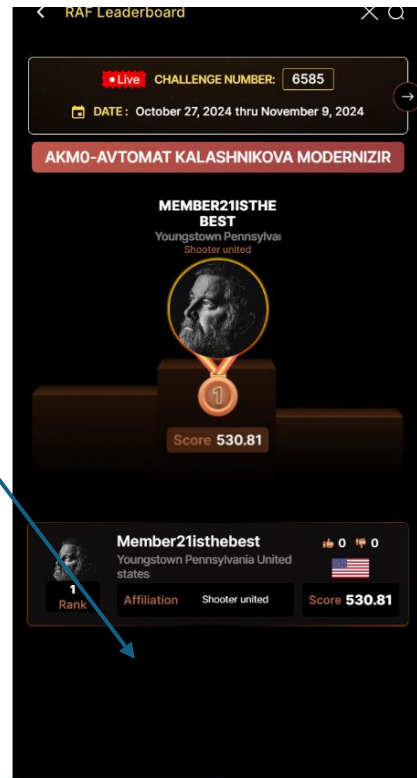 RAF Leaderboard
Live CHALLENGE NUMBER: 6585
DATE : October 27, 2024 thru November 9, 2024
AKM0-AVTOMAT KALASHNIKOVA MODERNIZIR
MEMBER21ISTHE
BEST
Youngstown Pennsylvai
Shooter united
1
Score 530.81
Member21isthebest
0 0
Youngstown Pennsylvania United
states
1
Rank
Affiliation Shooter united
Score 530.81